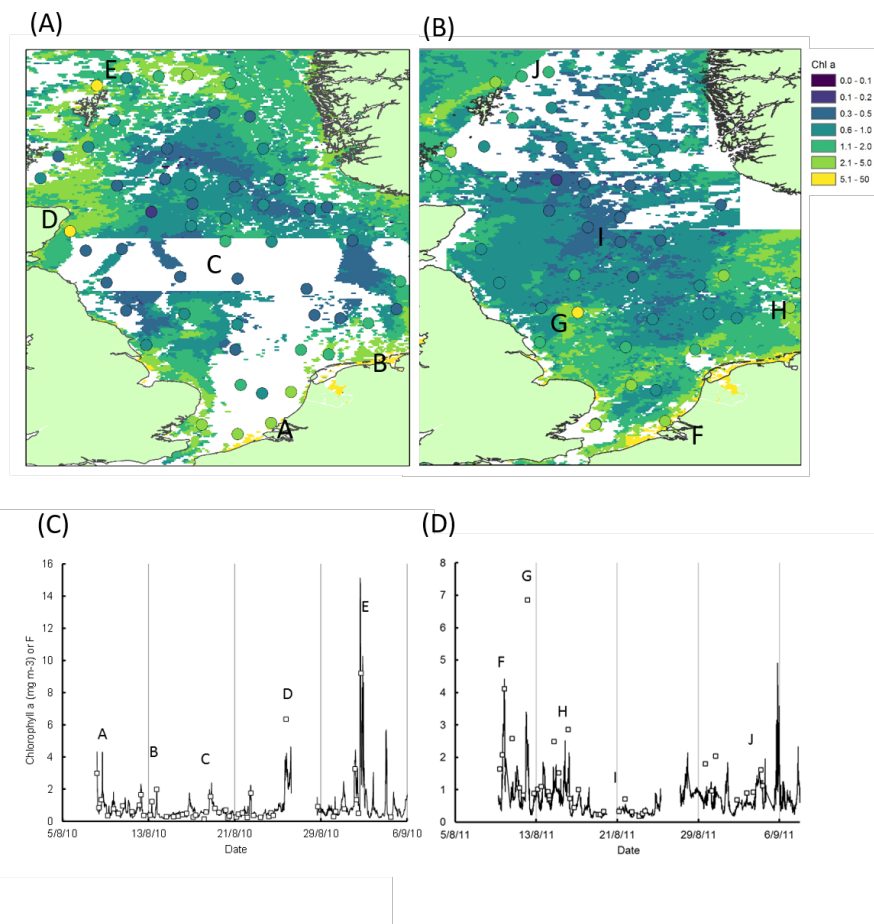 (A)
(B)
E
D
C
B
A
J
I
G
H
F
Chl a
0.0 - 0.1
0.1 - 0.2
0.3 - 0.5
0.6 - 1.0
1.1 - 2.0
2.1 - 5.0
5.1 - 50
(C)
(D)
Chlorophyll a (mg m-3) or F
16
14
12
10
8
6
4
2
0
A
B
C
D
E
5/8/10
13/8/10
21/8/10
29/8/10
6/9/10
Date
8
7
6
5
4
3
2
1
0
F
G
H
I
J
5/8/11
13/8/11
21/8/11
29/8/11
6/9/11
Date